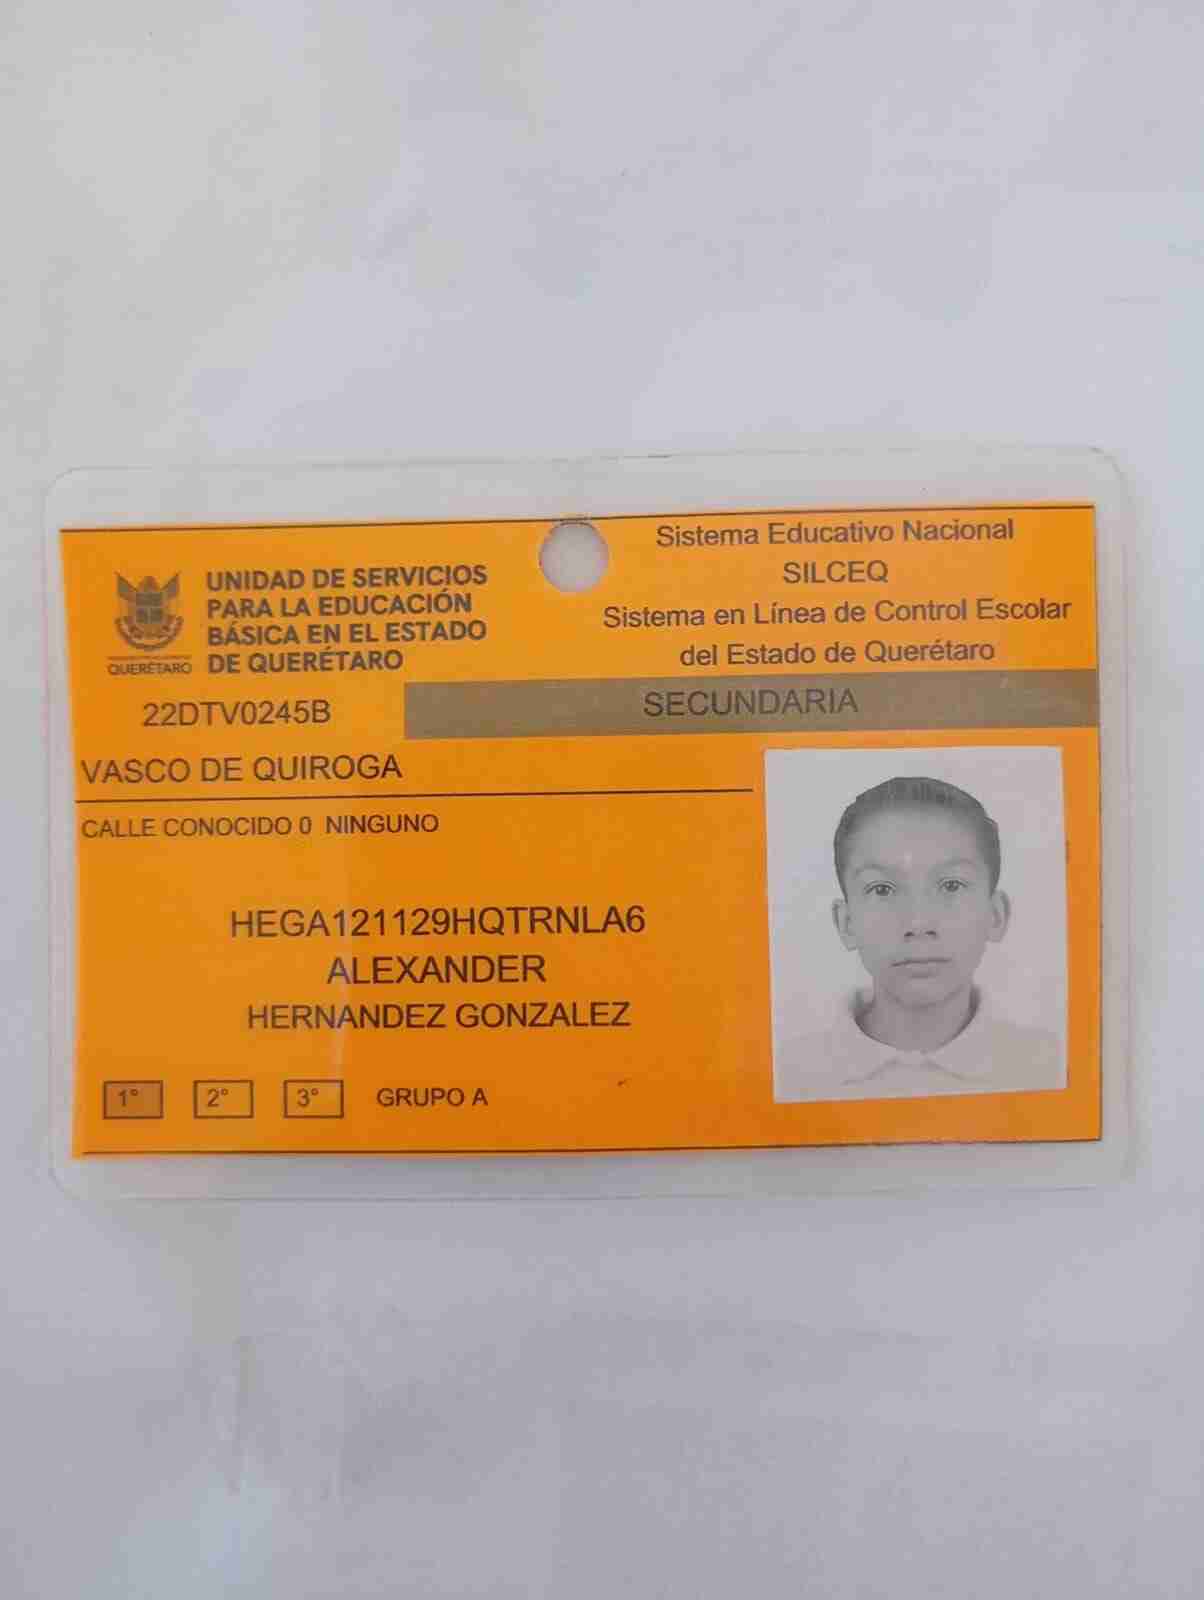 Sistema Educativo Nacional
SILCEQ
Sistema en Línea de Control Escolar
del Estado de Querétaro
UNIDAD DE SERVICIOS
PARA LA EDUCACIÓN
BÁSICA EN EL ESTADO
DE QUERÉTARO
QUERÉTARO
22DTV0245B
SECUNDARIA
VASCO DE QUIROGA
CALLE CONOCIDO 0 NINGUNO
HEGA121129HQTRNLA6
ALEXANDER
HERNANDEZ GONZALEZ
1° 2° 3° GRUPO A